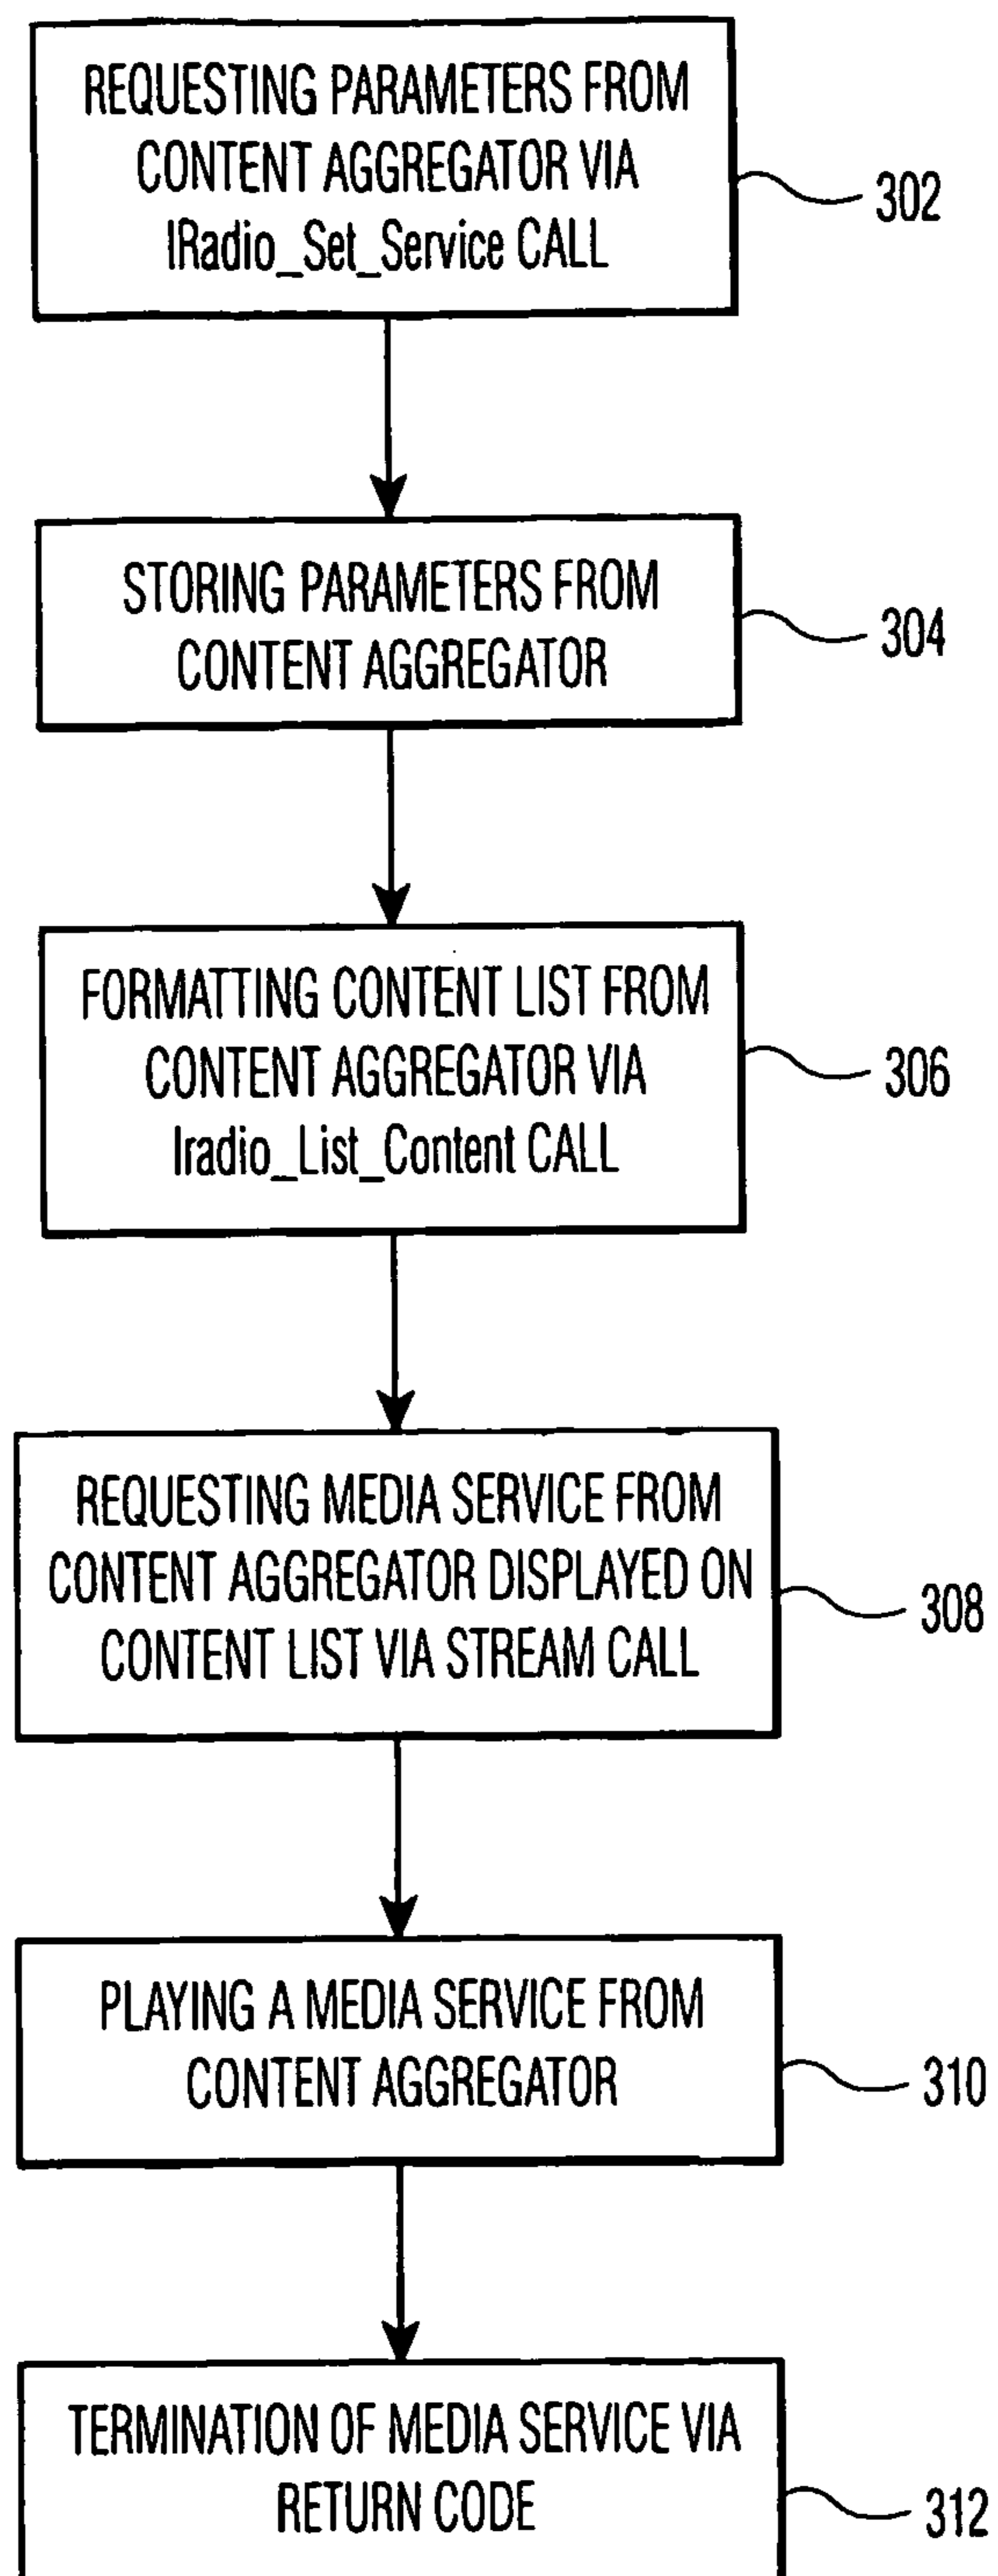 REQUESTING PARAMETERS FROM
CONTENT AGGREGATOR VIA
IRadio_Set_Service CALL
302
STORING PARAMETERS FROM
CONTENT AGGREGATOR
304
FORMATTING CONTENT LIST FROM
CONTENT AGGREGATOR VIA
Iradio_List_Content CALL
306
REQUESTING MEDIA SERVICE FROM
CONTENT AGGREGATOR DISPLAYED ON
CONTENT LIST VIA STREAM CALL
308
PLAYING A MEDIA SERVICE FROM
CONTENT AGGREGATOR
310
TERMINATION OF MEDIA SERVICE VIA
RETURN CODE
312